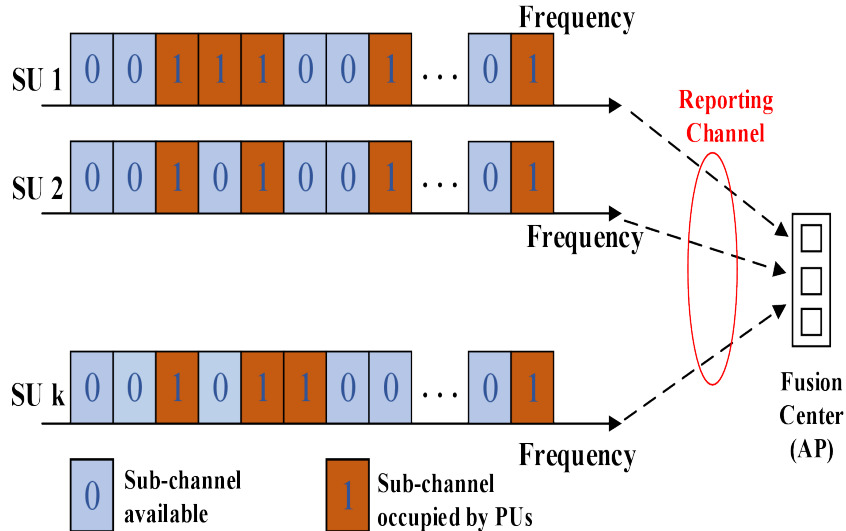 Frequency
SU 1 0 0 1 1 1 0 0 1 ... 0 1
Reporting
Channel
SU 2 0 0 1 0 1 0 0 1 ... 0 1
Frequency
SU k 0 0 1 0 1 1 0 0 ... 0 1
Frequency
Fusion
Center
(AP)
0 Sub-channel
available
1 Sub-channel
occupied by PUs